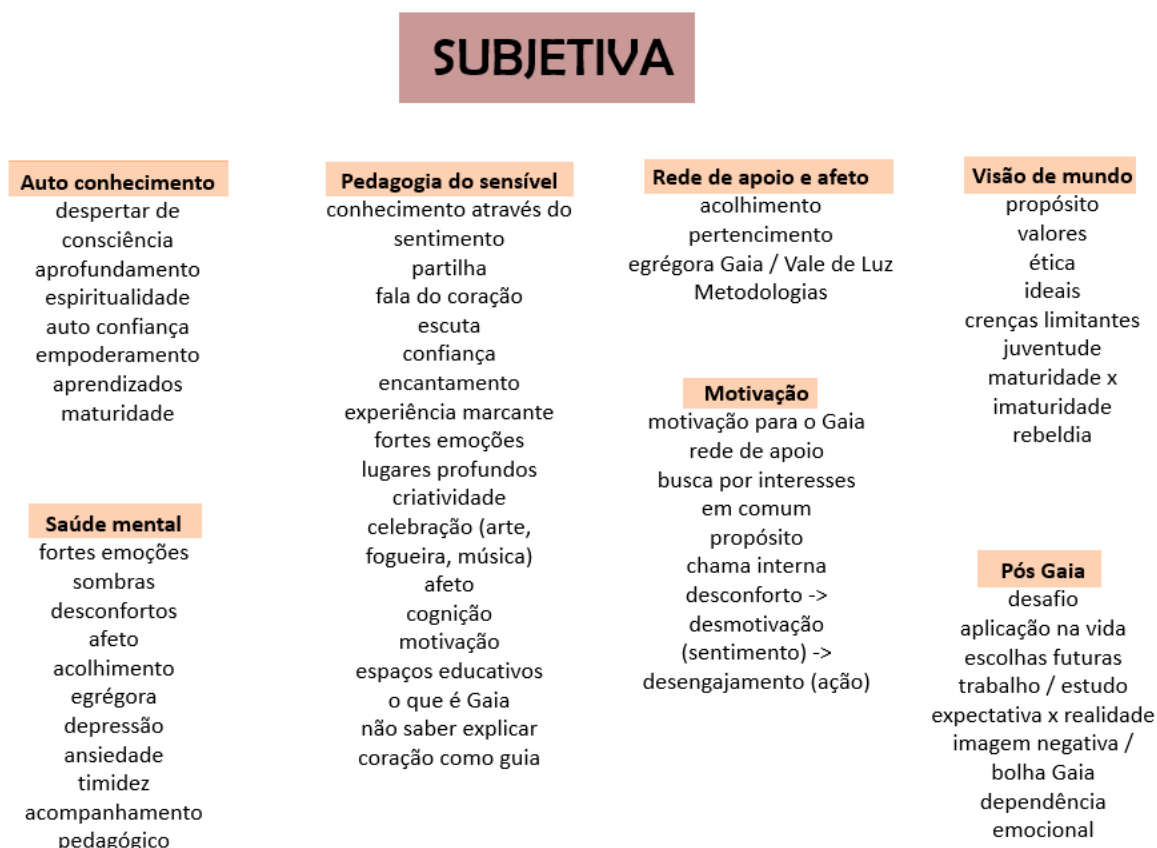 SUBJETIVA
Auto conhecimento
despertar de
consciência
aprofundamento
espiritualidade
auto confiança
empoderamento
aprendizados
maturidade
Saúde mental
fortes emoções
sombras
desconfortos
afeto
acolhimento
egrégora
depressão
ansiedade
timidez
acompanhamento
pedagógico
Pedagogia do sensível
conhecimento através do
sentimento
partilha
fala do coração
escuta
confiança
encantamento
experiência marcante
fortes emoções
lugares profundos
criatividade
celebração (arte,
fogueira, música)
afeto
cognição
motivação
espaços educativos
o que é Gaia
não saber explicar
coração como guia
Rede de apoio e afeto
acolhimento
pertencimento
egrégora Gaia / Vale de Luz
Metodologias
Motivação
motivação para o Gaia
rede de apoio
busca por interesses
em comum
propósito
chama interna
desconforto ->
desmotivação
(sentimento) ->
desengajamento (ação)
Visão de mundo
propósito
valores
ética
ideais
crenças limitantes
juventude
maturidade x
imaturidade
rebeldia
Pós Gaia
desafio
aplicação na vida
escolhas futuras
trabalho / estudo
expectativa x realidade
imagem negativa /
bolha Gaia
dependência
emocional